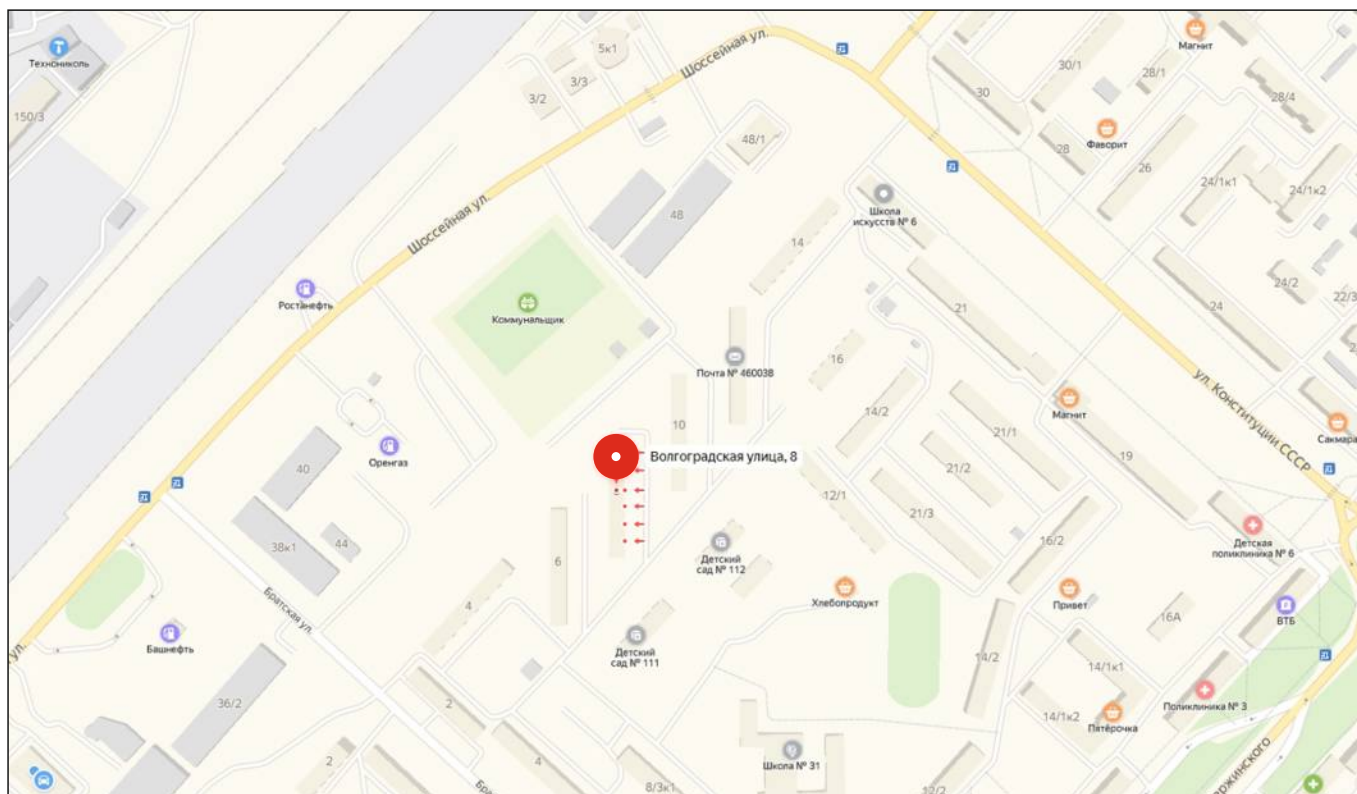 Технониколь
150/3
5к1
3/3
3/2
Шоссейная ул.
48/1
48
Магнит
30/1
28/1
30
28/4
28
Фаворит
26
24/1к1
24/1к2
Школа
искусств № 6
14
Шоссейная ул.
Ростанефть
Коммунальщик
21
24
24/2
22/3
16
Почта № 460038
ул. Конституции СССР
14/2
Магнит
10
21/1
19
Сакмара
Оренгаз
40
Волгоградская улица, 8
21/2
12/1
21/3
38к1
44
6
Детский
сад № 112
16/2
Детская
поликлиника № 6
Хлебопродукт
Привет
ВТБ
16А
Братская ул.
4
Башнефть
ул.
Детский
сад № 111
14/2
14/1к1
Поликлиника № 3
36/2
2
14/1к2
Пятёрочка
2
4
Школа № 31
8/3к1
12/2